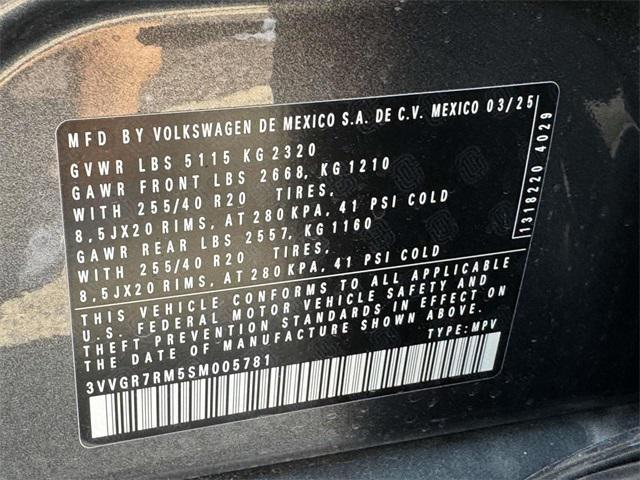 MFD BY VOLKSWAGEN DE MEXICO S.A. DE C.V. MEXICO 03/25
GVWR LBS 5115 KG 2320
GAWR FRONT LBS 2668, KG 1210
WITH 255/40 R20 TIRES,
8,5JX20 RIMS, AT 280 KPA, 41 PSI COLD
GAWR REAR LBS 2557, KG 1160
WITH 255/40 R20 TIRES,
8,5JX20 RIMS, AT 280 KPA, 41 PSI COLD
THIS VEHICLE CONFORMS TO ALL APPLICABLE
U.S. FEDERAL MOTOR VEHICLE SAFETY AND
THEFT PREVENTION STANDARDS IN EFFECT ON
THE DATE OF MANUFACTURE SHOWN ABOVE.
3VVGR7RM5SM005781 TYPE: MPV
1318220 4029